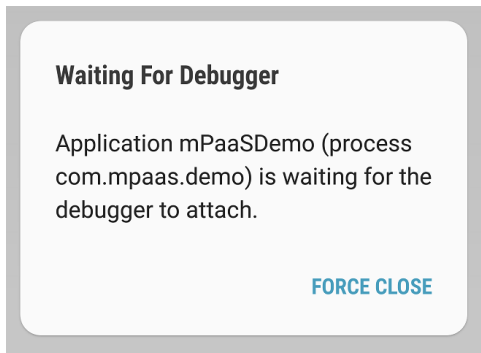 Waiting For Debugger
Application mPaaSDemo (process
com.mpaas.demo) is waiting for the
debugger to attach.
FORCE CLOSE